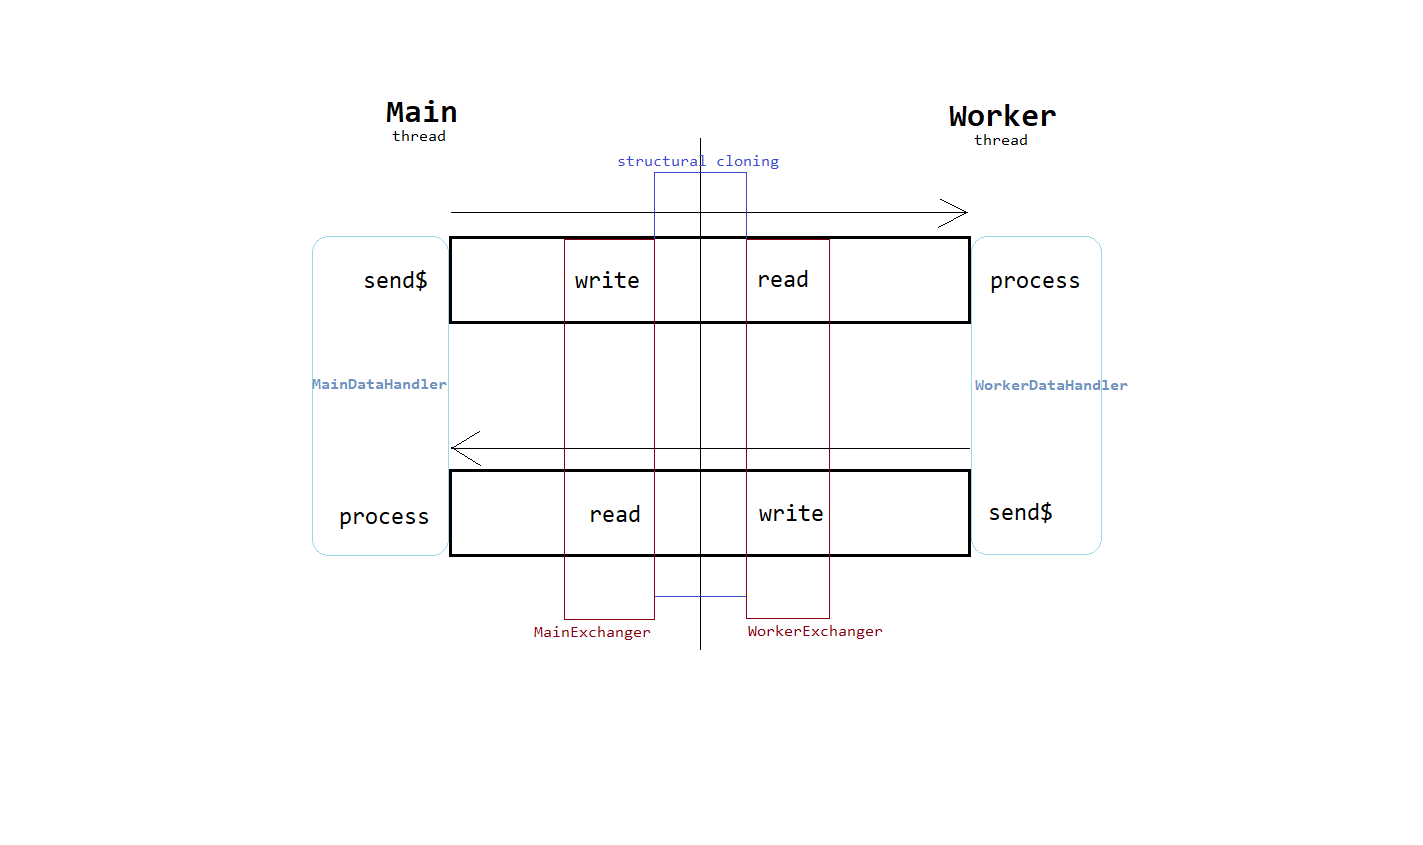 Main
thread
Worker
thread
structural cloning
send$
write
read
process
MainDataHandler
WorkerDataHandler
process
read
write
send$
MainExchanger
WorkerExchanger